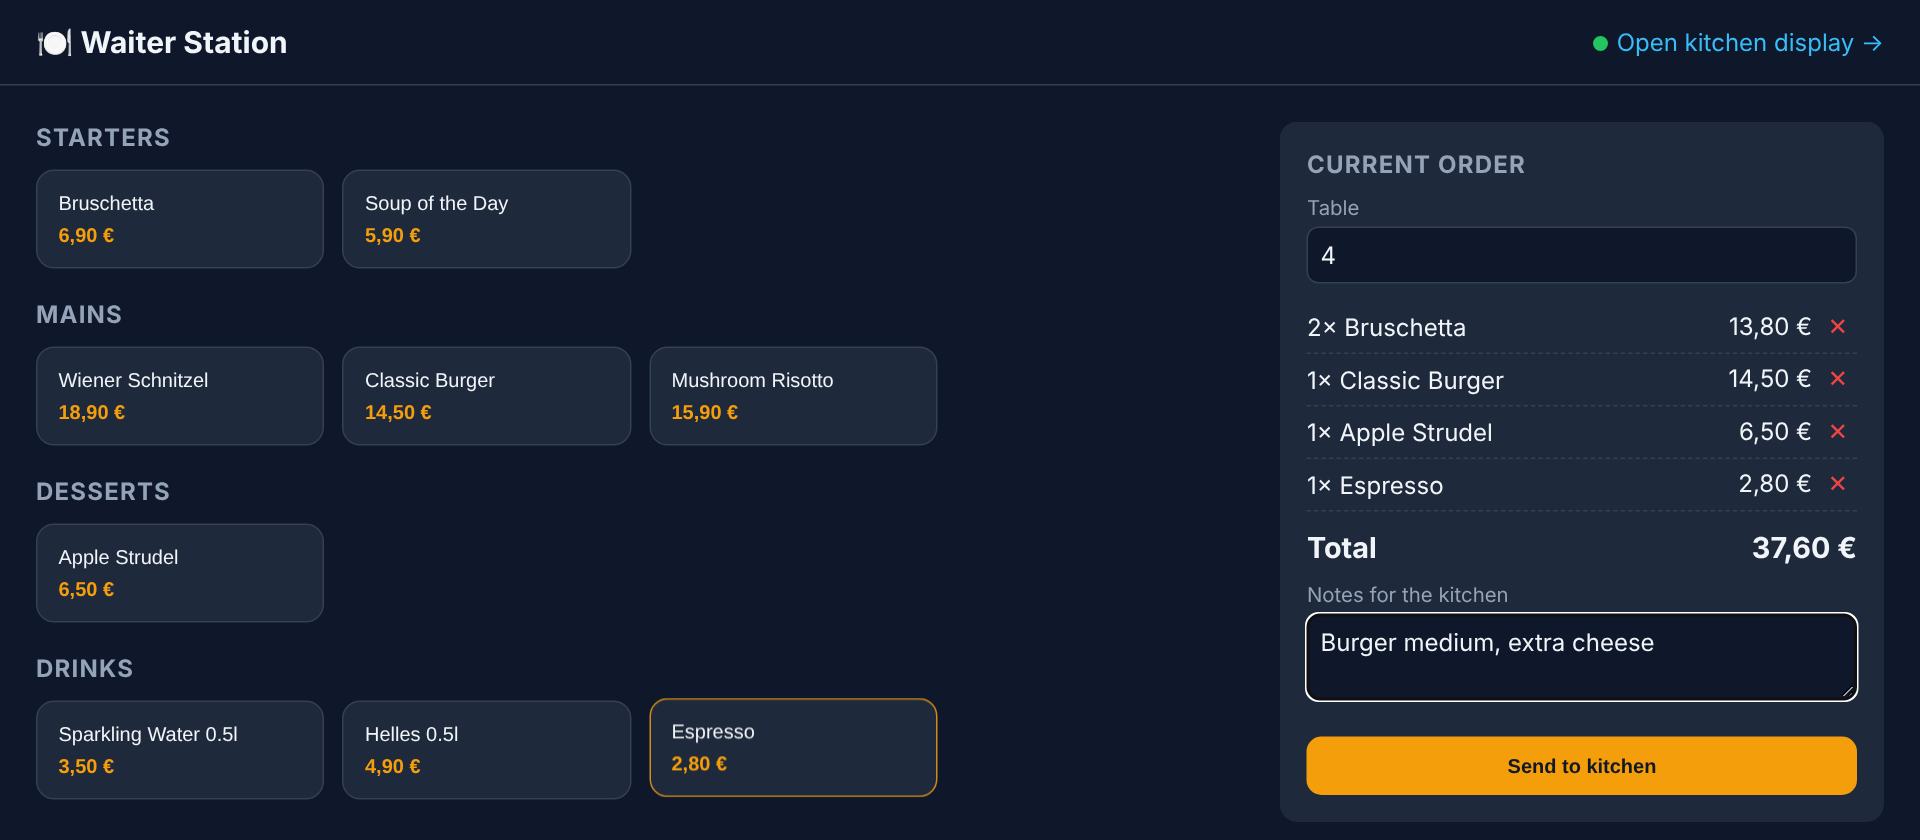 Waiter Station
Open kitchen display →
STARTERS
Bruschetta
6,90 €
Soup of the Day
5,90 €
MAINS
Wiener Schnitzel
18,90 €
Classic Burger
14,50 €
Mushroom Risotto
15,90 €
DESSERTS
Apple Strudel
6,50 €
DRINKS
Sparkling Water 0.5l
3,50 €
Helles 0.5l
4,90 €
Espresso
2,80 €
CURRENT ORDER
Table
4
2× Bruschetta 13,80 € ✕
1× Classic Burger 14,50 € ✕
1× Apple Strudel 6,50 € ✕
1× Espresso 2,80 € ✕
Total 37,60 €
Notes for the kitchen
Burger medium, extra cheese
Send to kitchen